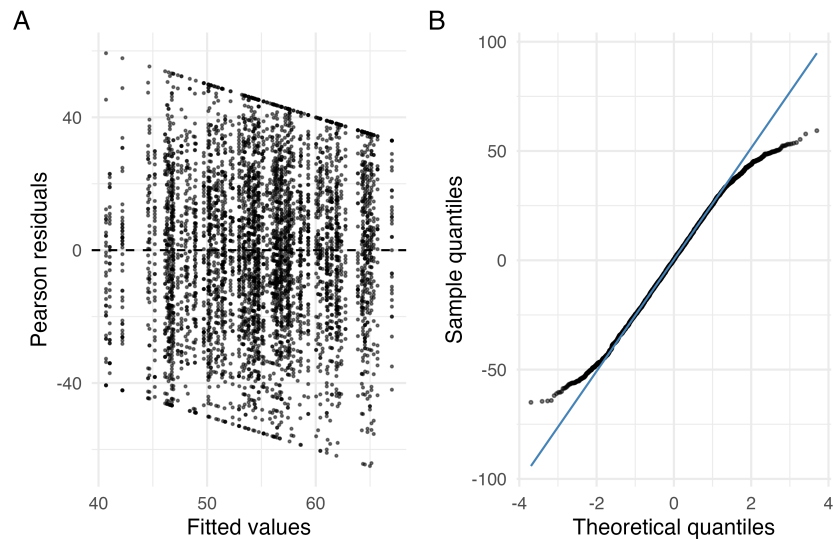 A
B
Pearson residuals
40
0
-40
40
50
60
Fitted values
Sample quantiles
100
50
0
-50
-100
-4
-2
0
2
4
Theoretical quantiles